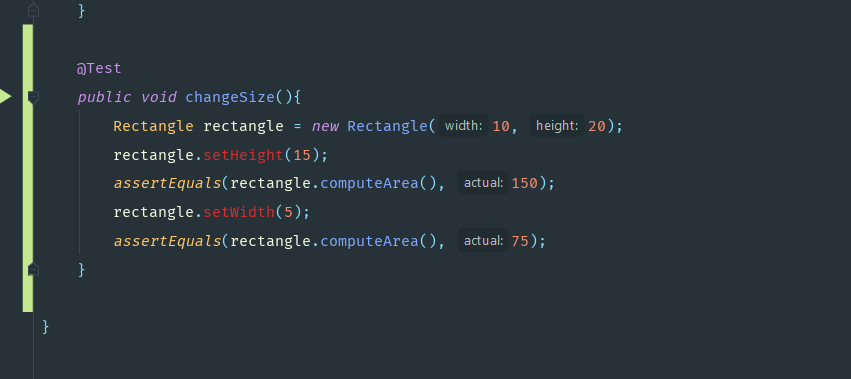 }
@Test
public void changeSize(){
Rectangle rectangle = new Rectangle( width: 10, height: 20);
rectangle.setHeight(15);
assertEquals(rectangle.computeArea(), actual: 150);
rectangle.setWidth(5);
assertEquals(rectangle.computeArea(), actual: 75);
}
}